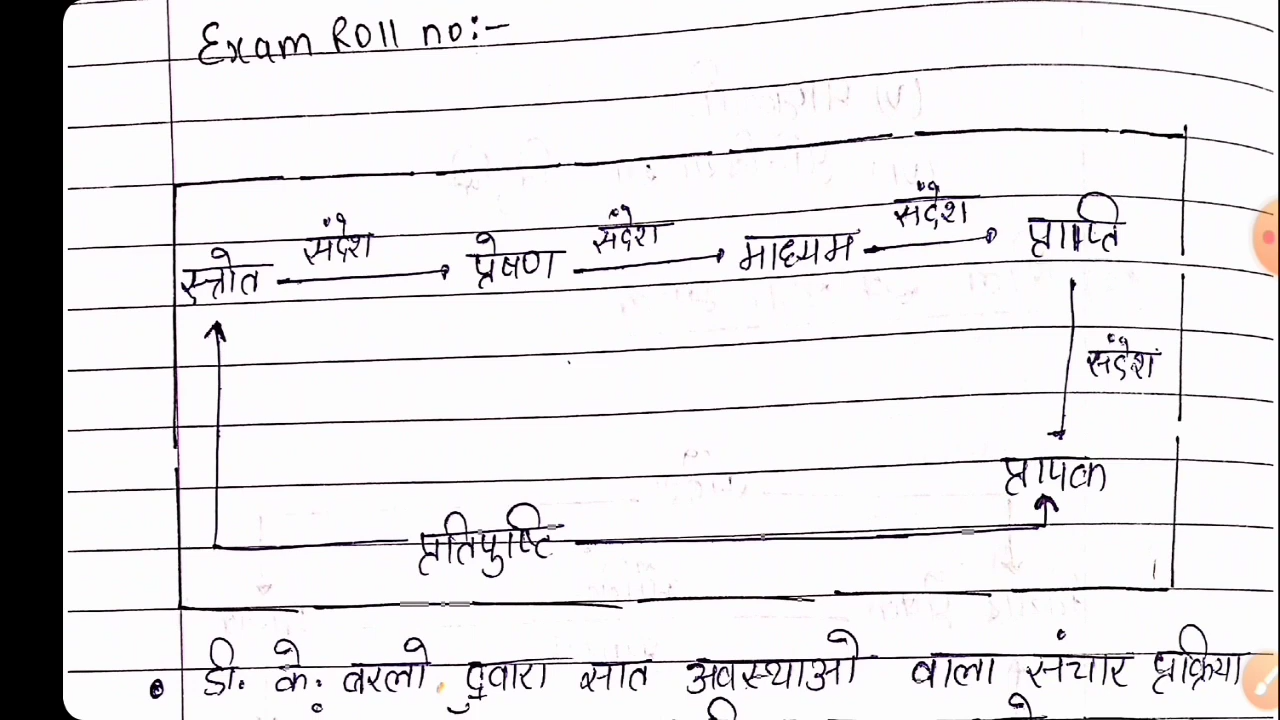 Exam Roll no:-
संदेश संदेश संदेश
स्त्रोत प्रेषण माध्यम प्राप्ति
संदेश
प्रापक
प्रतिपुष्टि
• डी. के. बरलो द्रुवारा सात अवस्थाओ वाला संचार प्रक्रिया